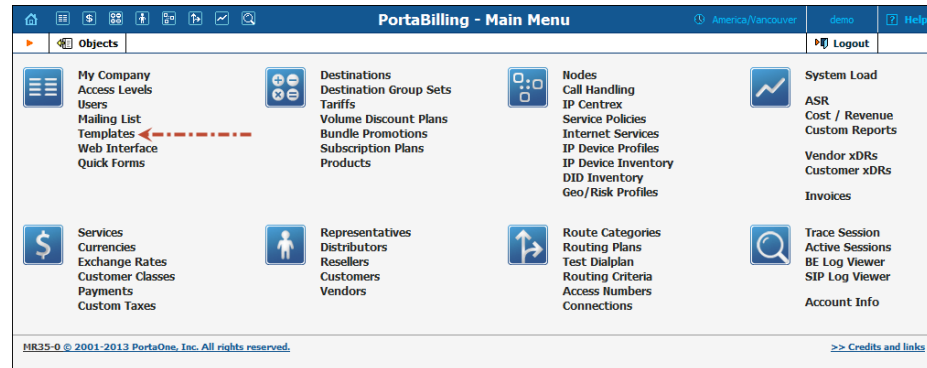 PortaBilling - Main Menu
America/Vancouver
demo
? Help
Objects
Logout
My Company
Access Levels
Users
Mailing List
Templates
Web Interface
Quick Forms
Destinations
Destination Group Sets
Tariffs
Volume Discount Plans
Bundle Promotions
Subscription Plans
Products
Nodes
Call Handling
IP Centrex
Service Policies
Internet Services
IP Device Profiles
IP Device Inventory
DID Inventory
Geo/Risk Profiles
System Load
ASR
Cost / Revenue
Custom Reports
Vendor xDRs
Customer xDRs
Invoices
Services
Currencies
Exchange Rates
Customer Classes
Payments
Custom Taxes
Representatives
Distributors
Resellers
Customers
Vendors
Route Categories
Routing Plans
Test Dialplan
Routing Criteria
Access Numbers
Connections
Trace Session
Active Sessions
BE Log Viewer
SIP Log Viewer
Account Info
MR35-0 © 2001-2013 PortaOne, Inc. All rights reserved.
>> Credits and links